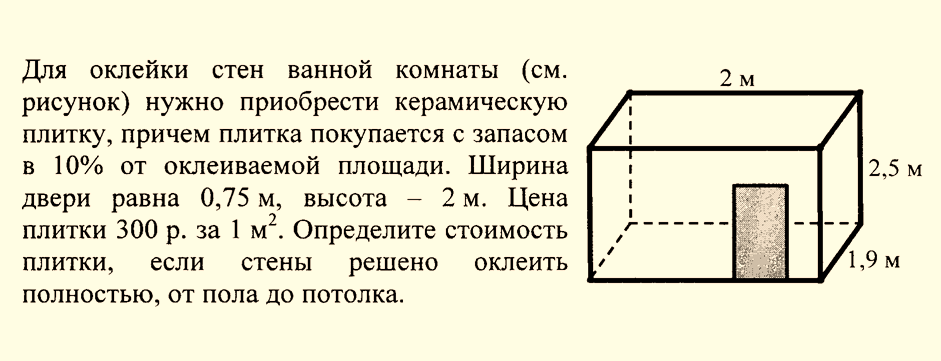 Для оклейки стен ванной комнаты (см.
рисунок) нужно приобрести керамическую
плитку, причем плитка покупается с запасом
в 10% от оклеиваемой площади. Ширина
двери равна 0,75 м, высота – 2 м. Цена
плитки 300 р. за 1 м². Определите стоимость
плитки, если стены решено оклеить
полностью, от пола до потолка.
2 м
2,5 м
1,9 м